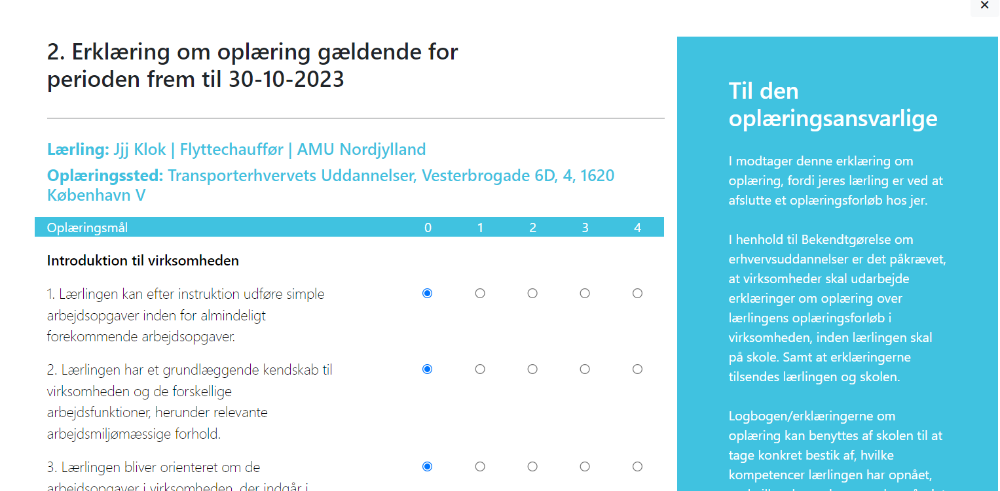 2. Erklæring om oplæring gældende for
perioden frem til 30-10-2023
Lærling: Jjj Klok | Flyttechauffør | AMU Nordjylland
Oplæringssted: Transporterhvervets Uddannelser, Vesterbrogade 6D, 4, 1620
København V
Oplæringsmål 0 1 2 3 4
Introduktion til virksomheden
1. Lærlingen kan efter instruktion udføre simple
arbejdsopgaver inden for almindeligt
forekommende arbejdsopgaver.
2. Lærlingen har et grundlæggende kendskab til
virksomheden og de forskellige
arbejdsfunktioner, herunder relevante
arbejdsmiljømæssige forhold.
3. Lærlingen bliver orienteret om de
arbejdsopgaver i virksomheden, der indgår i
Til den
oplæringsansvarlige
I modtager denne erklæring om
oplæring, fordi jeres lærling er ved at
afslutte et oplæringsforløb hos jer.
I henhold til Bekendtgørelse om
erhvervsuddannelser er det påkrævet,
at virksomheder skal udarbejde
erklæringer om oplæring over
lærlingens oplæringsforløb i
virksomheden, inden lærlingen skal
på skole. Samt at erklæringerne
tilsendes lærlingen og skolen.
Logbogen/erklæringerne om
oplæring kan benyttes af skolen til at
tage konkret bestik af, hvilke
kompetencer lærlingen har opnået,